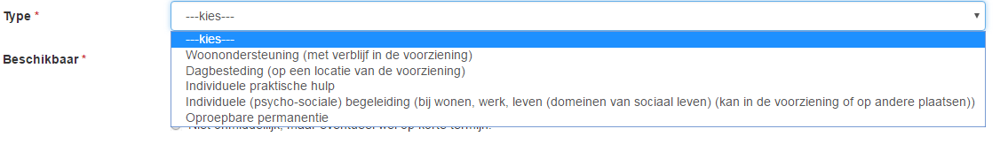 Type * ---kies---
---kies---
Woonondersteuning (met verblijf in de voorziening)
Beschikbaar *
Dagbesteding (op een locatie van de voorziening)
Individuele praktische hulp
Individuele (psycho-sociale) begeleiding (bij wonen, werk, leven (domeinen van sociaal leven) (kan in de voorziening of op andere plaatsen))
Oproepbare permanentie
Niet onmiddellijk, maar eventueel wel op korte termijn.